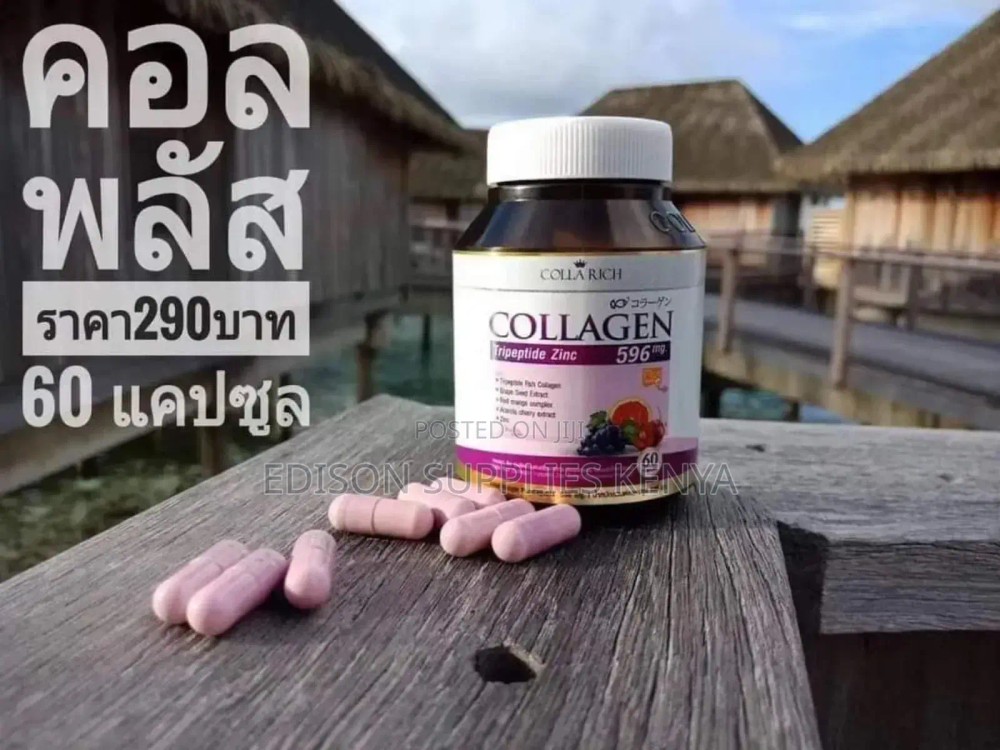 คอล
พลัส
ราคา290บาท
60 แคปซูล
COLLA RICH
コラーゲン
COLLAGEN
Tripeptide Zinc 596 mg.
Tripeptide Fish Collagen
Grape Seed Extract
Red orange complex
Acerola cherry extract
Zinc
60
POSTED ON JIJI
EDISON SUPPLIES KENYA